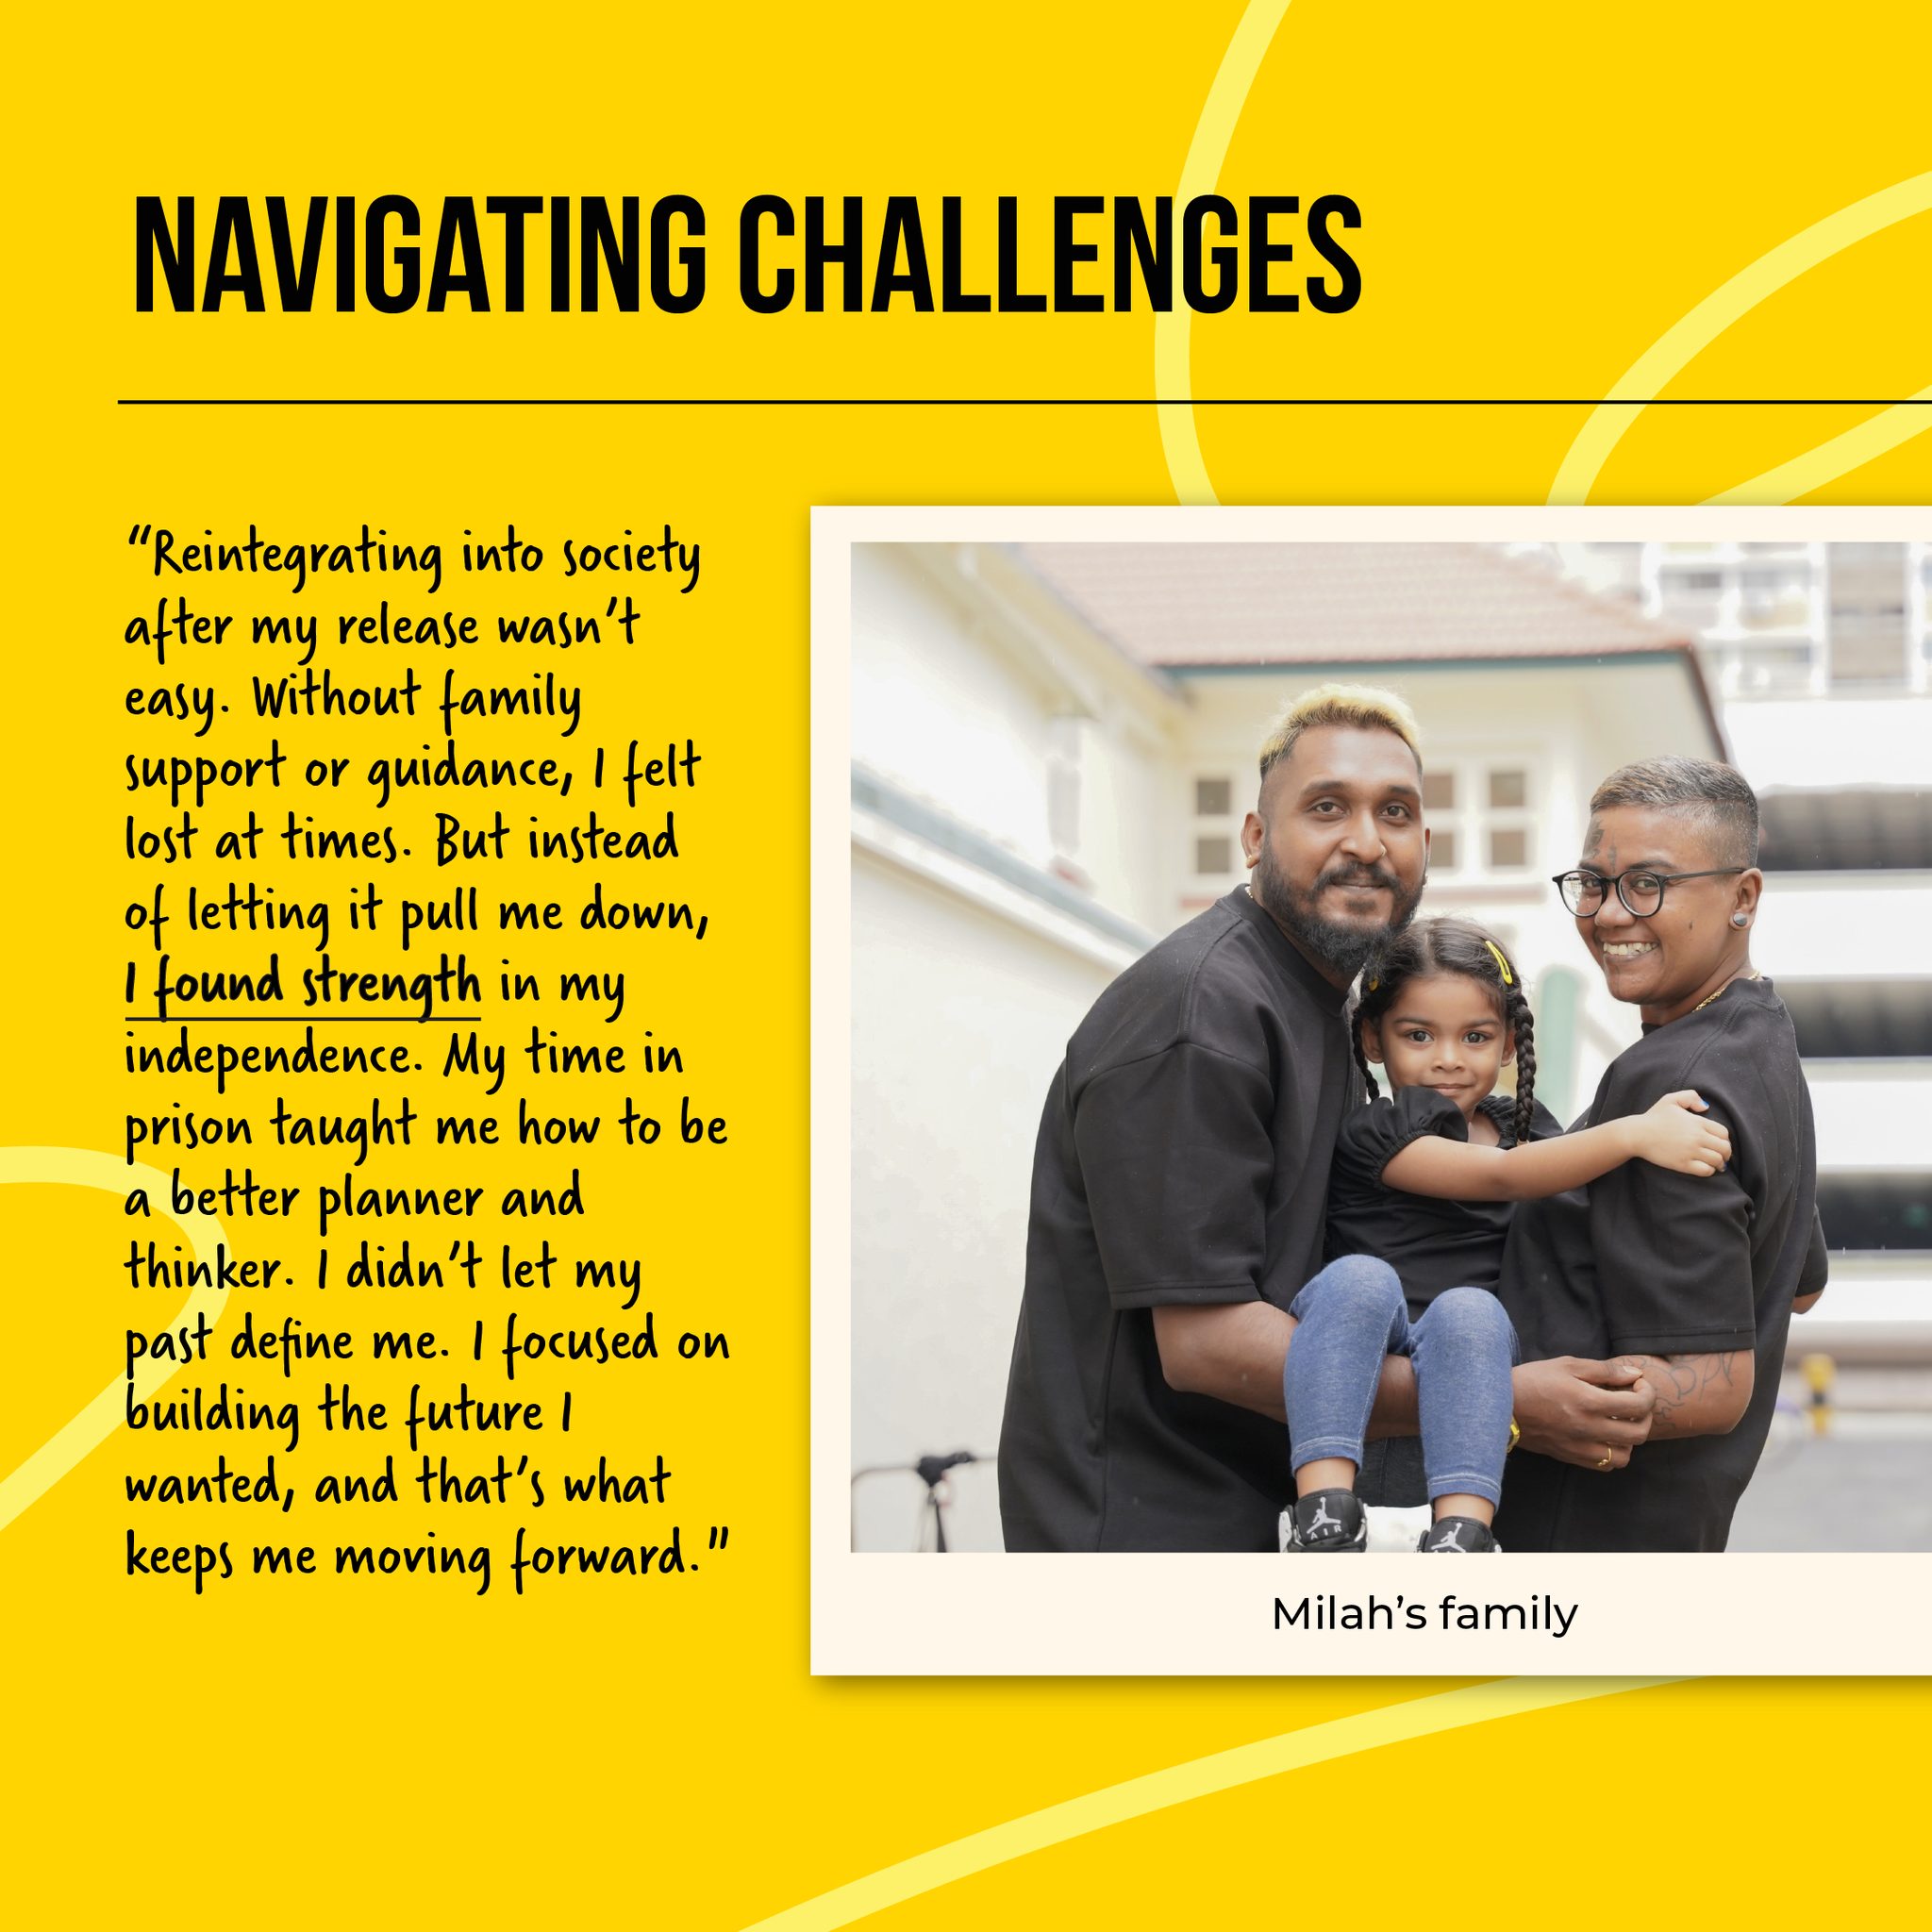 NAVIGATING CHALLENGES
“Reintegrating into society
after my release wasn’t
easy. Without family
support or guidance, I felt
lost at times. But instead
of letting it pull me down,
I found strength in my
independence. My time in
prison taught me how to be
a better planner and
thinker. I didn’t let my
past define me. I focused on
building the future I
wanted, and that’s what
keeps me moving forward.”
AIR
Milah’s family